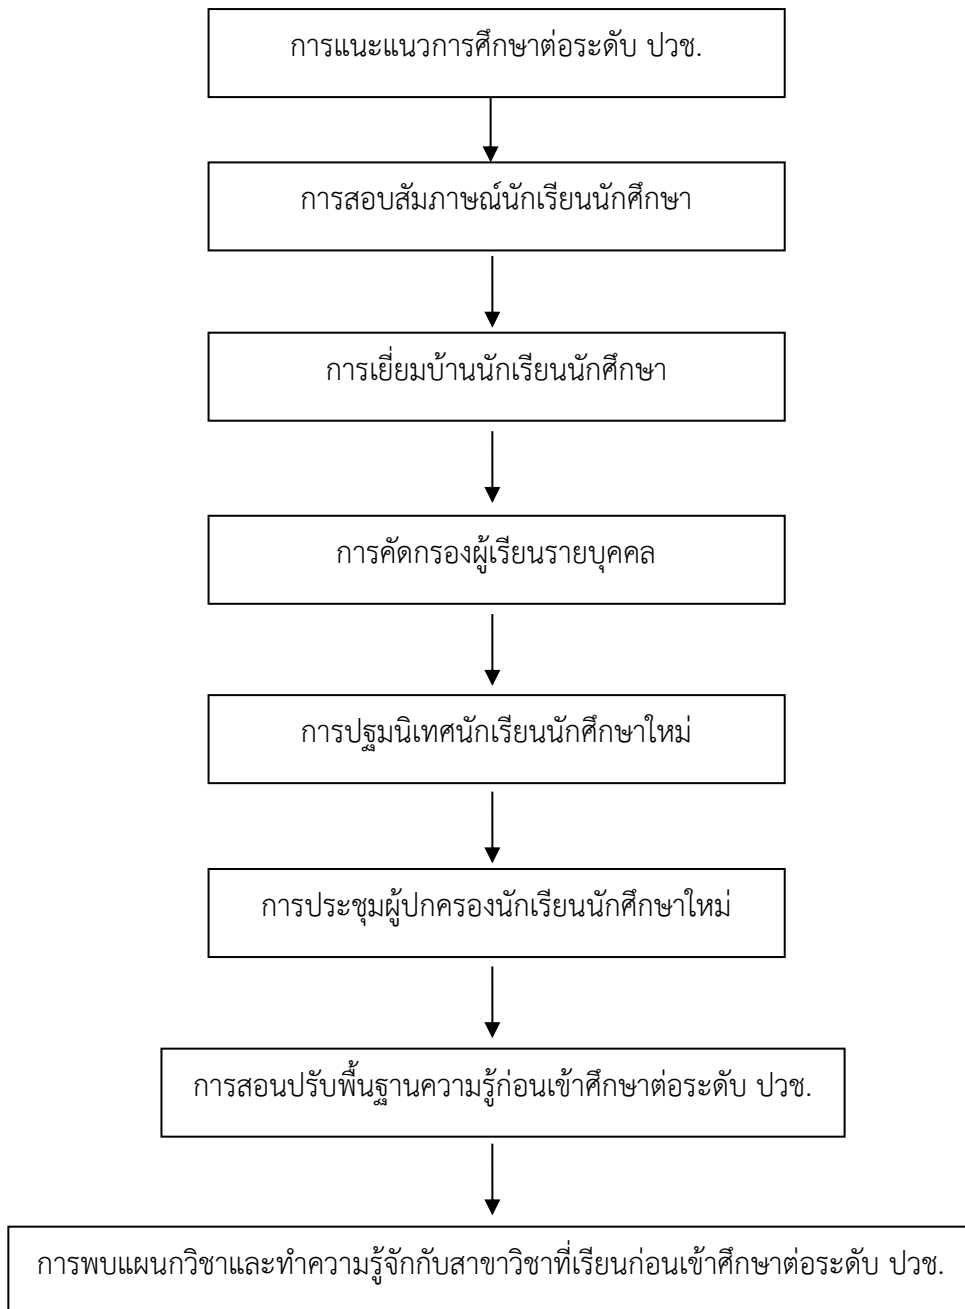 การแนะแนวการศึกษาต่อระดับ ปวช.
การสอบสัมภาษณ์นักเรียนนักศึกษา
การเยี่ยมบ้านนักเรียนนักศึกษา
การคัดกรองผู้เรียนรายบุคคล
การปฐมนิเทศนักเรียนนักศึกษาใหม่
การประชุมผู้ปกครองนักเรียนนักศึกษาใหม่
การสอนปรับพื้นฐานความรู้ก่อนเข้าศึกษาต่อระดับ ปวช.
การพบแผนกวิชาและทำความรู้จักกับสาขาวิชาที่เรียนก่อนเข้าศึกษาต่อระดับ ปวช.